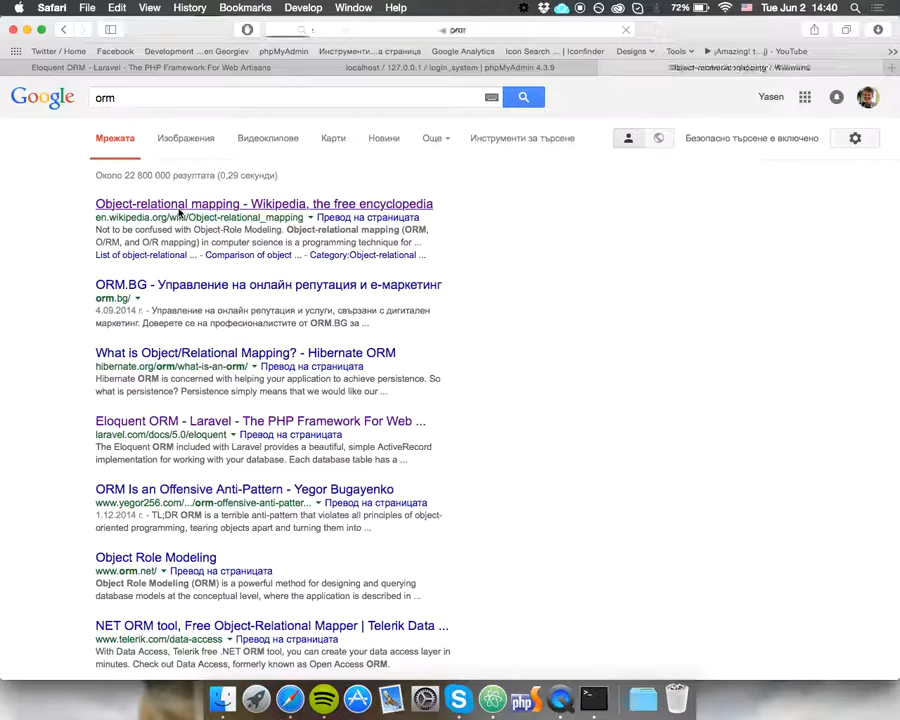 Safari File Edit View History Bookmarks Develop Window Help 72% Tue Jun 2 14:40
Twitter / Home Facebook Development en Georgiev phpMyAdmin Инструменти...а страница Google Analytics Icon Search ... | Iconfinder Designs Tools ¡Amazing! t...j) - YouTube
Eloquent ORM - Laravel - The PHP Framework For Web Artisans localhost / 127.0.0.1 / login_system | phpMyAdmin 4.3.9
Google orm Yasen
Мрежата Изображения Видеоклипове Карти Новини Още Инструменти за търсене Безопасно търсене е включено
Около 22 800 000 резултата (0,29 секунди)
Object-relational mapping - Wikipedia, the free encyclopedia
en.wikipedia.org/wiki/Object-relational_mapping Превод на страницата
Not to be confused with Object-Role Modeling. Object-relational mapping (ORM,
O/RM, and O/R mapping) in computer science is a programming technique for ...
List of object-relational ... - Comparison of object ... - Category:Object-relational ...
ORM.BG - Управление на онлайн репутация и е-маркетинг
orm.bg/
4.09.2014 г. - Управление на онлайн репутация и услуги, свързани с дигитален
маркетинг. Доверете се на професионалистите от ORM.BG за ...
What is Object/Relational Mapping? - Hibernate ORM
hibernate.org/orm/what-is-an-orm/ Превод на страницата
Hibernate ORM is concerned with helping your application to achieve persistence. So
what is persistence? Persistence simply means that we would like our ...
Eloquent ORM - Laravel - The PHP Framework For Web ...
laravel.com/docs/5.0/eloquent Превод на страницата
The Eloquent ORM included with Laravel provides a beautiful, simple ActiveRecord
implementation for working with your database. Each database table has a ...
ORM Is an Offensive Anti-Pattern - Yegor Bugayenko
www.yegor256.com/.../orm-offensive-anti-patter... Превод на страницата
1.12.2014 г. - TL;DR ORM is a terrible anti-pattern that violates all principles of object-
oriented programming, tearing objects apart and turning them into ...
Object Role Modeling
www.orm.net/ Превод на страницата
Object Role Modeling (ORM) is a powerful method for designing and querying
database models at the conceptual level, where the application is described in ...
NET ORM tool, Free Object-Relational Mapper | Telerik Data ...
www.telerik.com/data-access Превод на страницата
With Data Access, Telerik free .NET ORM tool, you can create your data access layer in
minutes. Check out Data Access, formerly known as Open Access ORM.
php